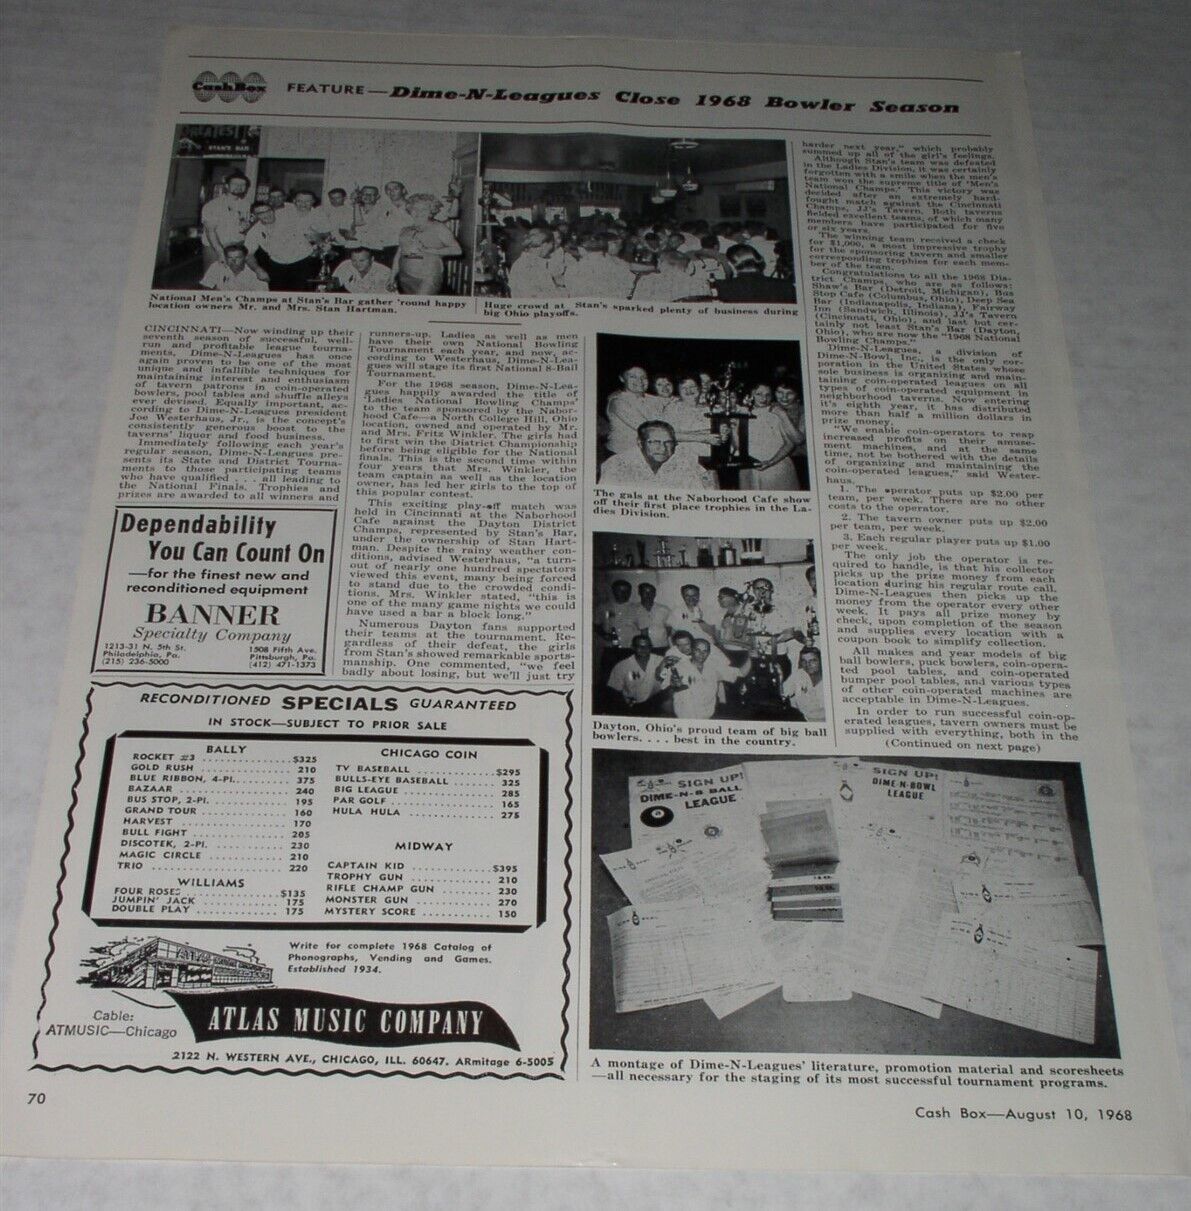 Cash Box
FEATURE—Dime-N-Leagues Close 1968 Bowler Season
GREATEST
STAN'S BAR
National Men's Champs at Stan's Bar gather 'round happy
location owners Mr. and Mrs. Stan Hartman.
Huge crowd at Stan's sparked plenty of business during
big Ohio playoffs.
CINCINNATI—Now winding up their
seventh season of successful, well-
run and profitable league tourna-
ments, Dime-N-Leagues has once
again proven to be one of the most
unique and infallible techniques for
maintaining interest and enthusiasm
of tavern patrons in coin-operated
bowlers, pool tables and shuffle alleys
ever devised. Equally important, ac-
cording to Dime-N-Leagues president
Joe Westerhaus, Jr., is the concept's
consistently generous boost to the
taverns' liquor and food business.
Immediately following each year's
regular season, Dime-N-Leagues pre-
sents its State and District Tourna-
ments to those participating teams
who have qualified . . . all leading to
the National Finals. Trophies and
prizes are awarded to all winners and
runners-up. Ladies as well as men
have their own National Bowling
Tournament each year, and now, ac-
cording to Westerhaus, Dime-N-Lea-
gues will stage its first National 8-Ball
Tournament.
For the 1968 season, Dime-N-Lea-
gues happily awarded the title of
'Ladies National Bowling Champs'
to the team sponsored by the Nabor-
hood Cafe—a North College Hill, Ohio
location, owned and operated by Mr.
and Mrs. Fritz Winkler. The girls had
to first win the District Championship
before being eligible for the National
finals. This is the second time within
four years that Mrs. Winkler, the
team captain as well as the location
owner, has led her girls to the top of
this popular contest.
This exciting play-off match was
held in Cincinnati at the Naborhood
Cafe against the Dayton District
Champs, represented by Stan's Bar,
under the ownership of Stan Hart-
man. Despite the rainy weather con-
ditions, advised Westerhaus, "a turn-
out of nearly one hundred spectators
viewed this event, many being forced
to stand due to the crowded condi-
tions. Mrs. Winkler stated, "this is
one of the many game nights we could
have used a bar a block long."
Numerous Dayton fans supported
their teams at the tournament. Re-
gardless of their defeat, the girls
from Stan's showed remarkable sports-
manship. One commented, "we feel
badly about losing, but we'll just try
The gals at the Naborhood Cafe show
off their first place trophies in the La-
dies Division.
Dayton, Ohio's proud team of big ball
bowlers. . . . best in the country.
harder next year," which probably
summed up all of the girl's feelings.
Although Stan's team was defeated
in the Ladies Division, it was certainly
forgotten with a smile when the men's
team won the supreme title of 'Men's
National Champs.' This victory was
decided after an extremely hard-
fought match against the Cincinnati
Champs, JJ's Tavern. Both taverns
fielded excellent teams, of which many
members have participated for five
or six years.
The winning team received a check
for $1,000, a most impressive trophy
for the sponsoring tavern and smaller
corresponding trophies for each mem-
ber of the team.
Congratulations to all the 1968 Dis-
trict Champs, who are as follows:
Shaw's Bar (Detroit, Michigan), Bus
Stop Cafe (Columbus, Ohio), Deep Sea
Bar (Indianapolis, Indiana), Fairway
Inn (Sandwich, Illinois), JJ's Tavern
(Cincinnati, Ohio), and last but cer-
tainly not least Stan's Bar (Dayton,
Ohio), who are now the "1968 National
Bowling Champs."
Dime-N-Leagues, a division of
Dime-N-Bowl, Inc., is the only cor-
poration in the United States whose
sole business is organizing and main-
taining coin-operated leagues on all
types of coin-operated equipment in
neighborhood taverns. Now entering
it's eighth year, it has distributed
more than half a million dollars in
prize money.
"We enable coin-operators to reap
increased profits on their amuse-
ment machines, and at the same
time, not be bothered with the details
of organizing and maintaining the
coin-operated leagues," said Wester-
haus.
1. The operator puts up $2.00 per
team, per week. There are no other
costs to the operator.
2. The tavern owner puts up $2.00
per team, per week.
3. Each regular player puts up $1.00
per week.
The only job the operator is re-
quired to handle, is that his collector
picks up the prize money from each
location during his regular route call.
Dime-N-Leagues then picks up the
money from the operator every other
week. It pays all prize money by
check, upon completion of the season
and supplies every location with a
coupon book to simplify collection.
All makes and year models of big
ball bowlers, puck bowlers, coin-opera-
ted pool tables, and coin-operated
bumper pool tables, and various types
of other coin-operated machines are
acceptable in Dime-N-Leagues.
In order to run successful coin-op-
erated leagues, tavern owners must be
supplied with everything, both in the
(Continued on next page)
Dependability
You Can Count On
—for the finest new and
reconditioned equipment
BANNER
Specialty Company
1213-31 N. 5th St.
Philadelphia, Pa.
(215) 236-5000
1508 Fifth Ave.
Pittsburgh, Pa.
(412) 471-1373
RECONDITIONED SPECIALS GUARANTEED
IN STOCK—SUBJECT TO PRIOR SALE
BALLY
ROCKET #3 $325
GOLD RUSH 210
BLUE RIBBON, 4-Pl. 375
BAZAAR 240
BUS STOP, 2-Pl. 195
GRAND TOUR 160
HARVEST 170
BULL FIGHT 205
DISCOTEK, 2-Pl. 230
MAGIC CIRCLE 210
TRIO 220
WILLIAMS
FOUR ROSES $135
JUMPIN' JACK 175
DOUBLE PLAY 175
CHICAGO COIN
TV BASEBALL $295
BULLS-EYE BASEBALL 325
BIG LEAGUE 285
PAR GOLF 165
HULA HULA 275
MIDWAY
CAPTAIN KID $395
TROPHY GUN 210
RIFLE CHAMP GUN 230
MONSTER GUN 270
MYSTERY SCORE 150
Write for complete 1968 Catalog of
Phonographs, Vending and Games.
Established 1934.
Cable:
ATMUSIC—Chicago
ATLAS MUSIC COMPANY
2122 N. WESTERN AVE., CHICAGO, ILL. 60647. ARmitage 6-5005
SIGN UP!
DIME-N-8 BALL
LEAGUE
SIGN UP!
DIME-N-BOWL
LEAGUE
A montage of Dime-N-Leagues' literature, promotion material and scoresheets
—all necessary for the staging of its most successful tournament programs.
70
Cash Box—August 10, 1968